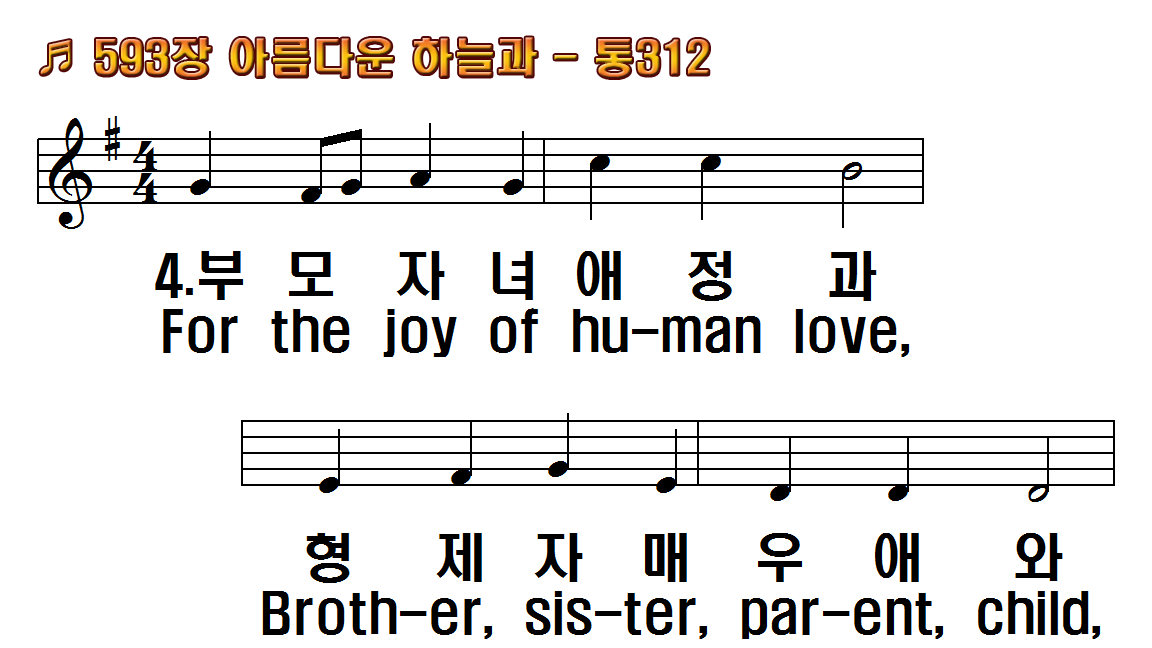 ♬ 593장 아름다운 하늘과 - 통312
4.부 모 자 녀 애 정 과
For the joy of hu-man love,
형 제 자 매 우 애 와
Broth-er, sis-ter, par-ent, child,